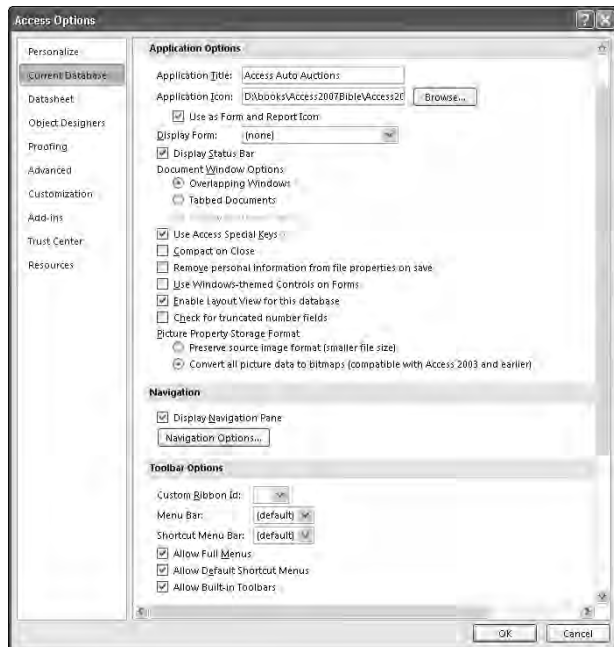 Access Options
Personalize
Current Database
Datasheet
Object Designers
Proofing
Advanced
Customization
Add-ins
Trust Center
Resources
Application Options
Application Title: Access Auto Auctions
Application Icon: D:\books\Access2007Bible\Access20 Browse...
Use as Form and Report Icon
Display Form: (none)
Display Status Bar
Document Window Options
Overlapping Windows
Tabbed Documents
Use Access Special Keys
Compact on Close
Remove personal information from file properties on save
Use Windows-themed Controls on Forms
Enable Layout View for this database
Check for truncated number fields
Picture Property Storage Format
Preserve source image format (smaller file size)
Convert all picture data to bitmaps (compatible with Access 2003 and earlier)
Navigation
Display Navigation Pane
Navigation Options...
Toolbar Options
Custom Ribbon Id:
Menu Bar: (default)
Shortcut Menu Bar: (default)
Allow Full Menus
Allow Default Shortcut Menus
Allow Built-in Toolbars
OK Cancel